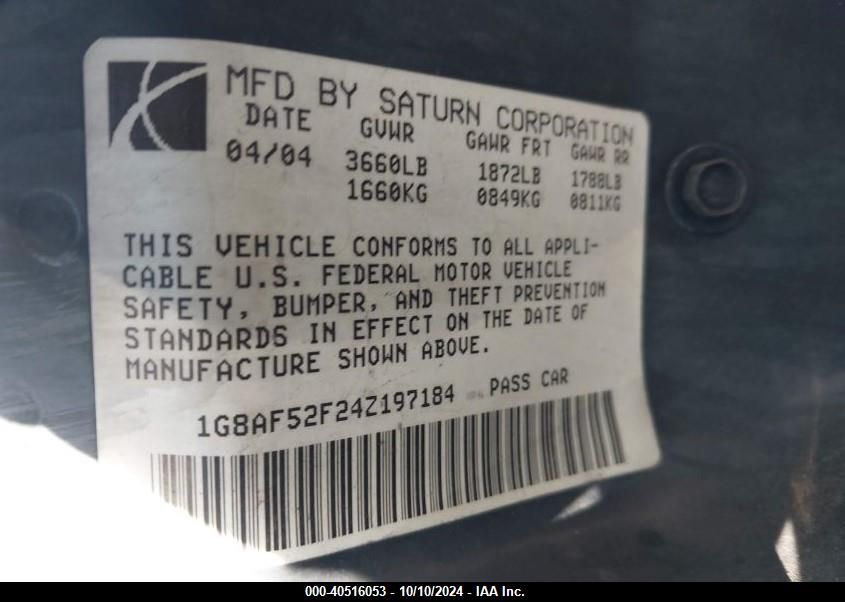 MFD BY SATURN CORPORATION
DATE GVWR GAWR FRT GAWR RR
04/04 3660LB 1872LB 1788LB
1660KG 0849KG 0811KG
THIS VEHICLE CONFORMS TO ALL APPLI-
CABLE U.S. FEDERAL MOTOR VEHICLE
SAFETY, BUMPER, AND THEFT PREVENTION
STANDARDS IN EFFECT ON THE DATE OF
MANUFACTURE SHOWN ABOVE.
1G8AF52F24Z197184 PASS CAR
000-40516053 - 10/10/2024 - IAA Inc.